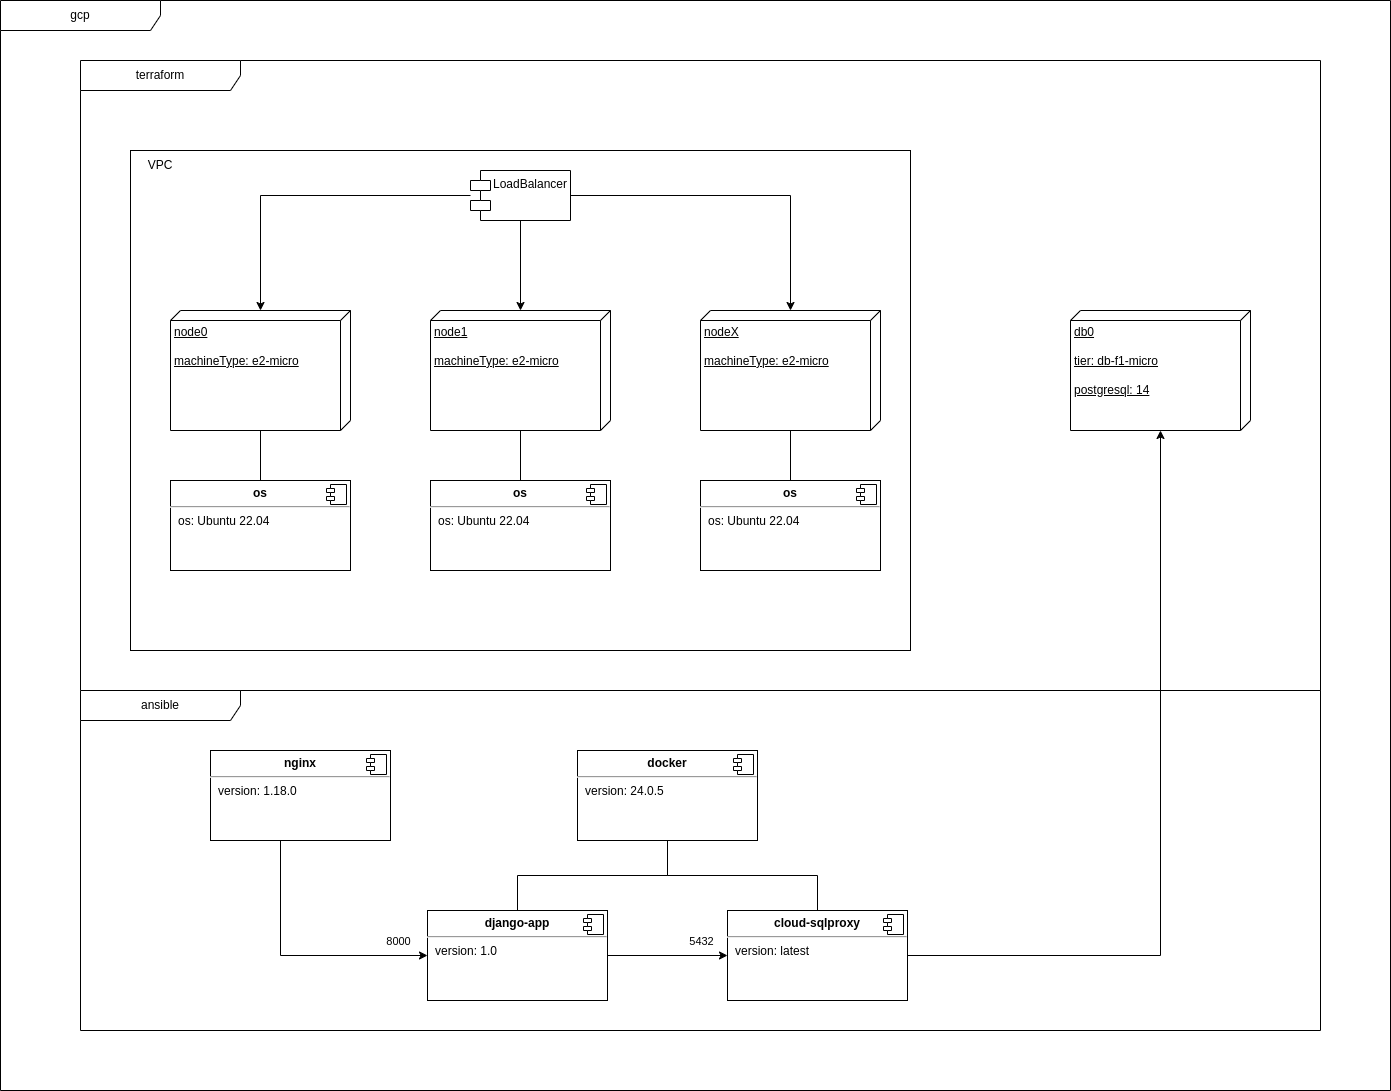 gcp
terraform
VPC
LoadBalancer
node0
machineType: e2-micro
node1
machineType: e2-micro
nodeX
machineType: e2-micro
db0
tier: db-f1-micro
postgresql: 14
os
os: Ubuntu 22.04
os
os: Ubuntu 22.04
os
os: Ubuntu 22.04
ansible
nginx
version: 1.18.0
docker
version: 24.0.5
8000
django-app
version: 1.0
5432
cloud-sqlproxy
version: latest